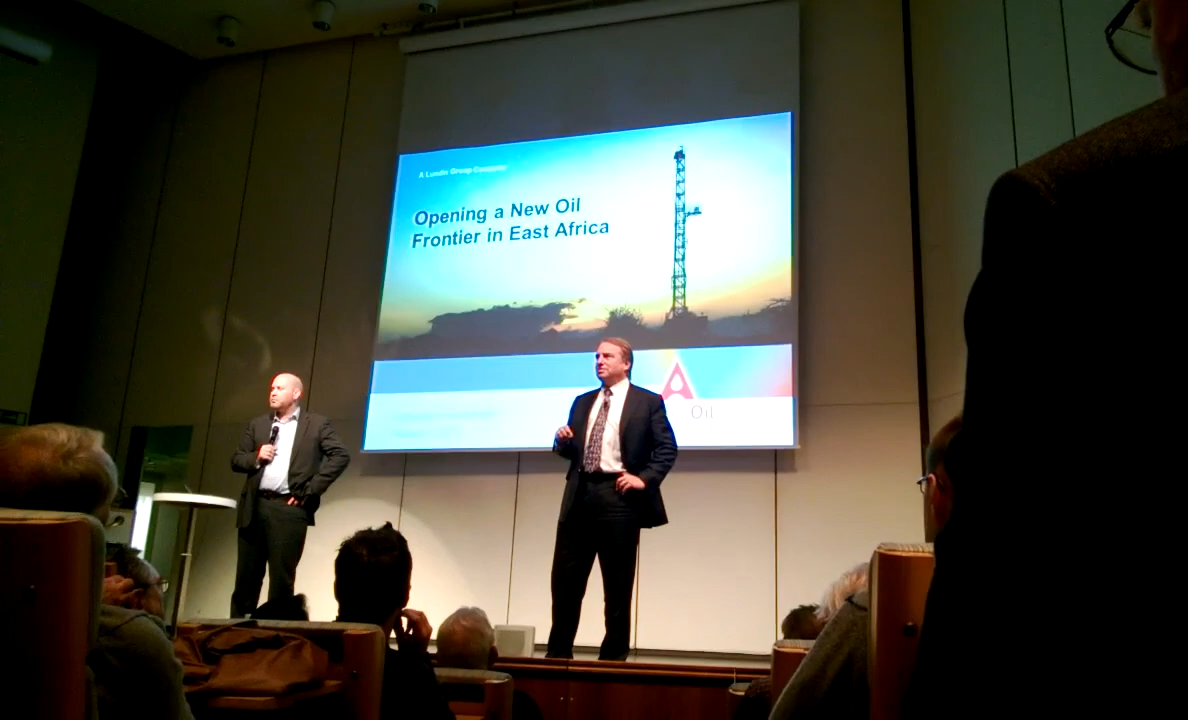 A Lundin Group Company
Opening a New Oil
Frontier in East Africa
Oil